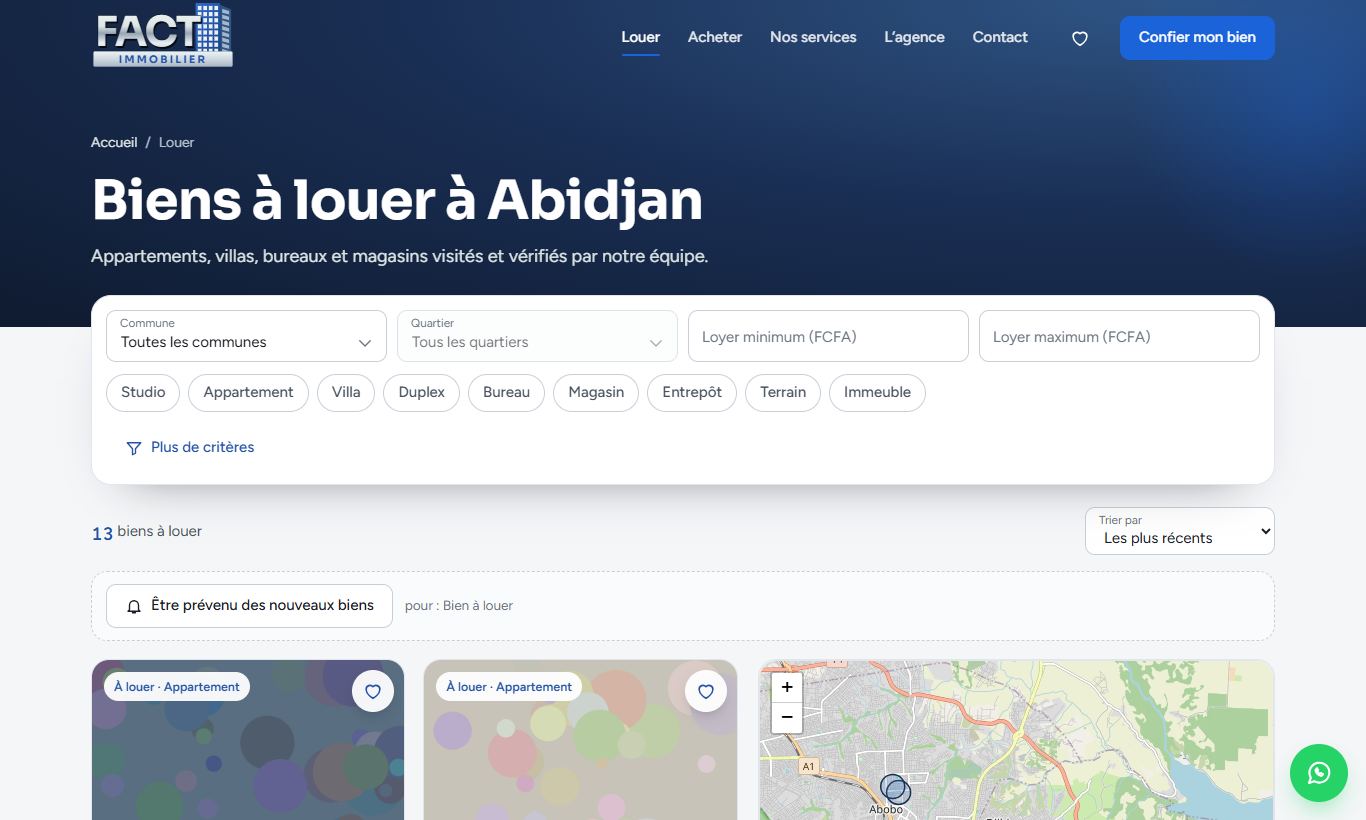 FACT
IMMOBILIER
Louer
Acheter
Nos services
L'agence
Contact
Confier mon bien
Accueil / Louer
Biens à louer à Abidjan
Appartements, villas, bureaux et magasins visités et vérifiés par notre équipe.
Commune
Toutes les communes
Quartier
Tous les quartiers
Loyer minimum (FCFA)
Loyer maximum (FCFA)
Studio
Appartement
Villa
Duplex
Bureau
Magasin
Entrepôt
Terrain
Immeuble
Plus de critères
13 biens à louer
Trier par
Les plus récents
Être prévenu des nouveaux biens
pour : Bien à louer
À louer · Appartement
À louer · Appartement
+
−
A1
Abobo